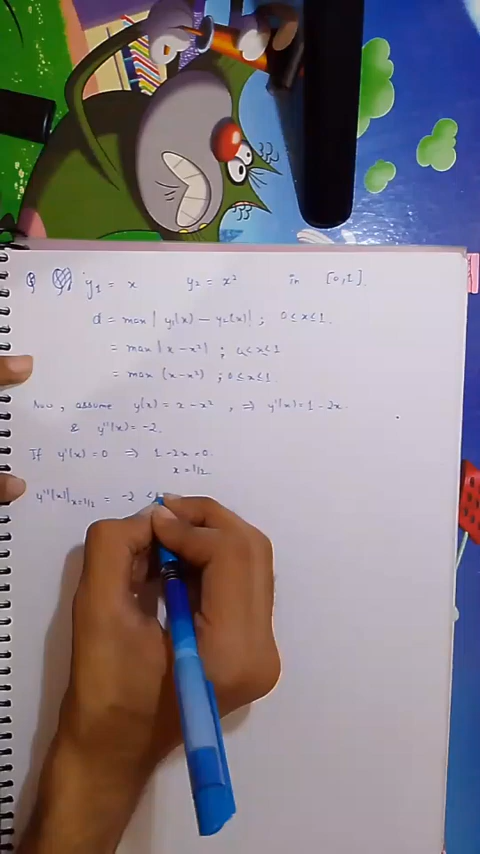 Q y₁ = x y₂ = x² in [0,1].
d = max | y₁(x) − y₂(x)| ; 0<x≤1.
= max |x − x²| ; 0<x≤1
= max (x−x²) ; 0≤x≤1.
Now, assume y(x) = x − x² , ⇒ y'(x) = 1 − 2x.
& y''(x) = −2.
If y'(x) = 0 ⇒ 1 − 2x = 0.
x = 1/2.
y''(x)|x=1/2 = −2 <